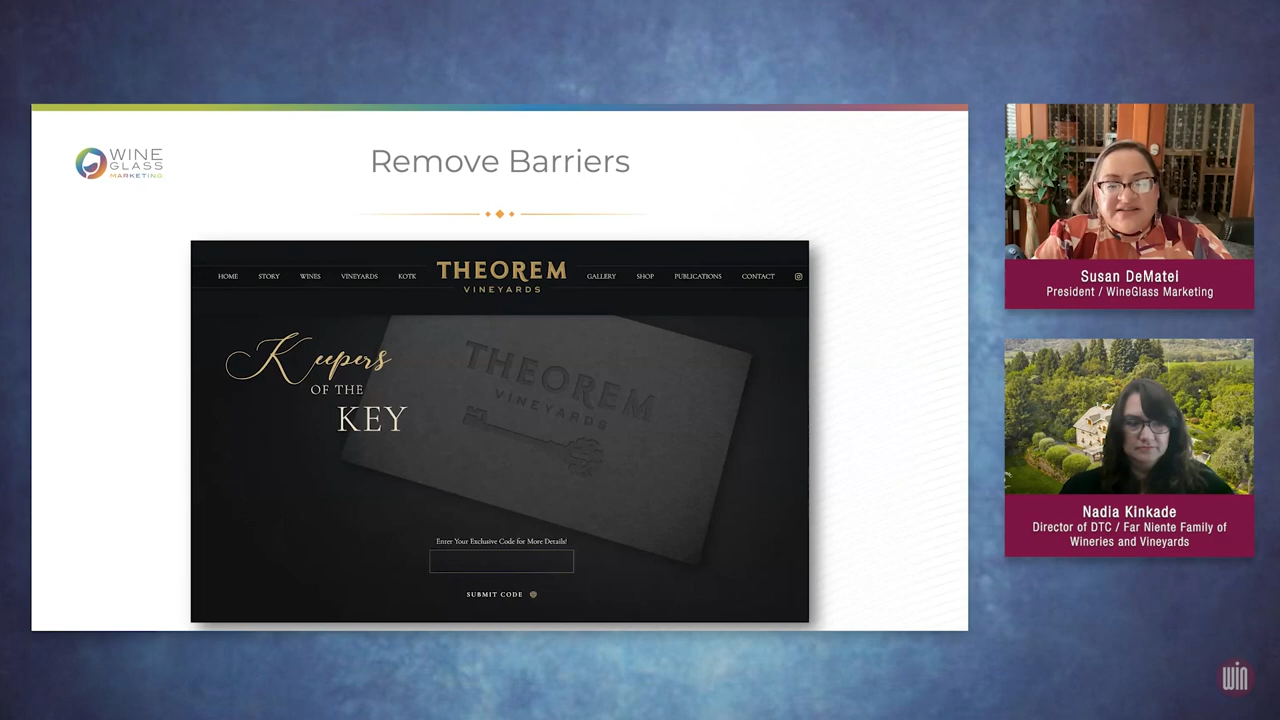 WINE
GLASS
MARKETING
Remove Barriers
HOME STORY WINES VINEYARDS KOTK THEOREM VINEYARDS GALLERY SHOP PUBLICATIONS CONTACT
Keepers
OF THE
KEY
THEOREM
VINEYARDS
Enter Your Exclusive Code for More Details!
SUBMIT CODE
Susan DeMatei
President / WineGlass Marketing
Nadia Kinkade
Director of DTC / Far Niente Family of
Wineries and Vineyards
win